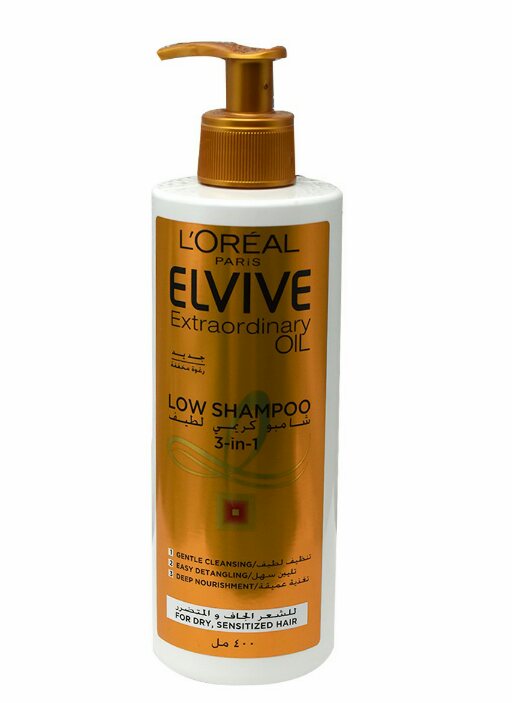 L'ORÉAL
PARIS
ELVIVE
Extraordinary
OIL
جديد
رغوة مخففة
LOW SHAMPOO
شامبو كريمي لطيف
3-in-1
1 GENTLE CLEANSING/تنظيف لطيف
2 EASY DETANGLING/تليين سهل
3 DEEP NOURISHMENT/تغذية عميقة
للشعر الجاف و المتضرر
FOR DRY, SENSITIZED HAIR
٤٠٠ مل